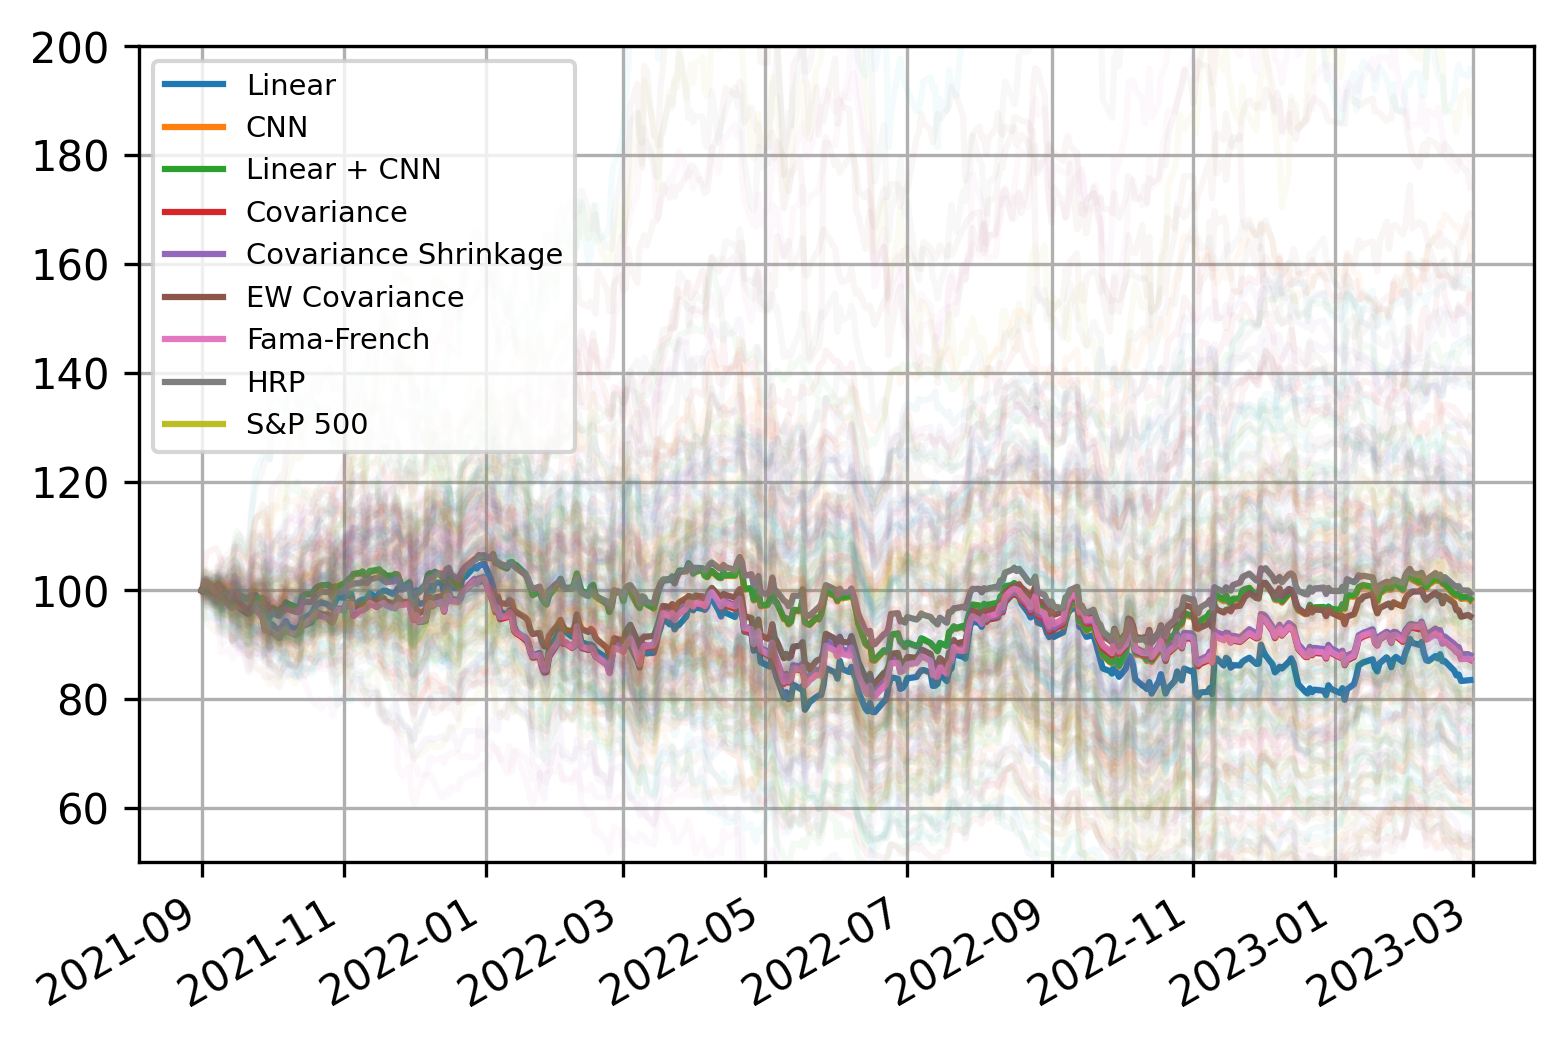 200
180
160
140
120
100
80
60
Linear
CNN
Linear + CNN
Covariance
Covariance Shrinkage
EW Covariance
Fama-French
HRP
S&P 500
2021-09
2021-11
2022-01
2022-03
2022-05
2022-07
2022-09
2022-11
2023-01
2023-03